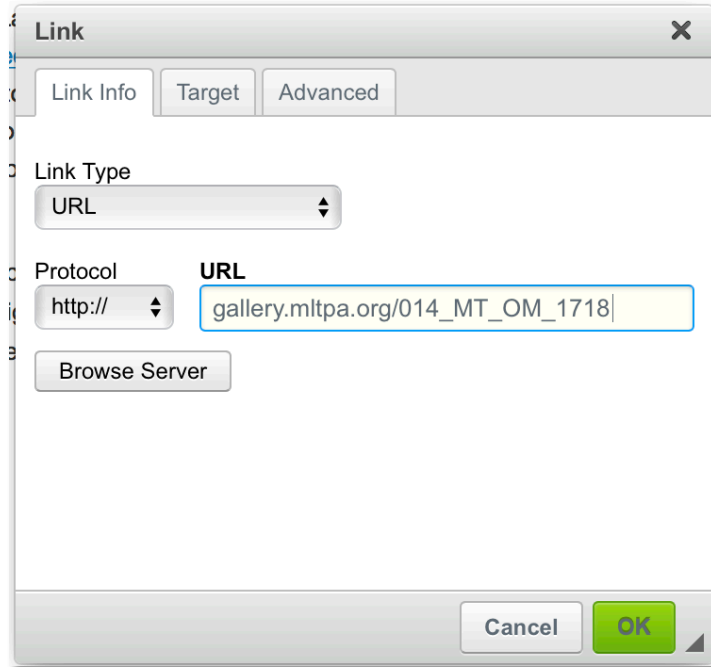 Link
Link Info
Target
Advanced
Link Type
URL
Protocol
URL
http://
gallery.mltpa.org/014_MT_OM_1718
Browse Server
Cancel
OK